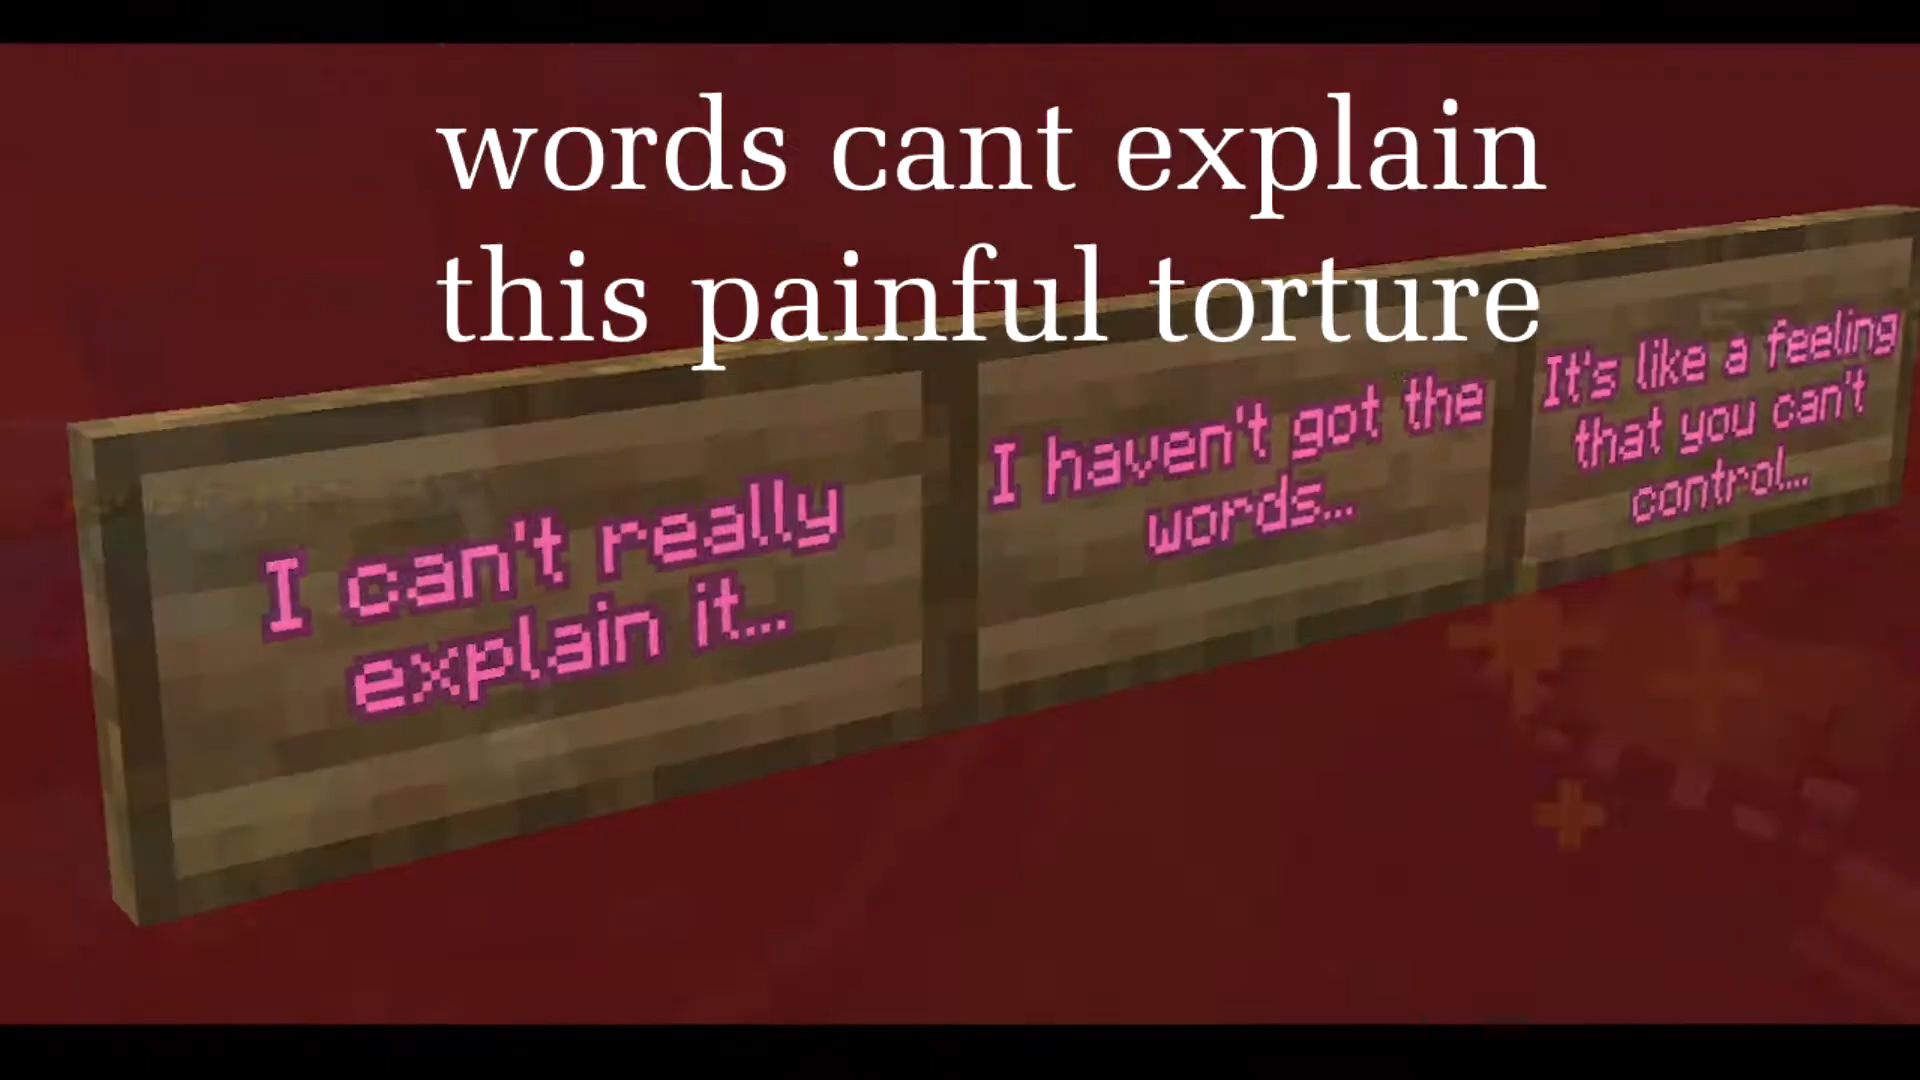 words cant explain
this painful torture
I can't really
explain it...
I haven't got the
words...
It's like a feeling
that you can't
control...